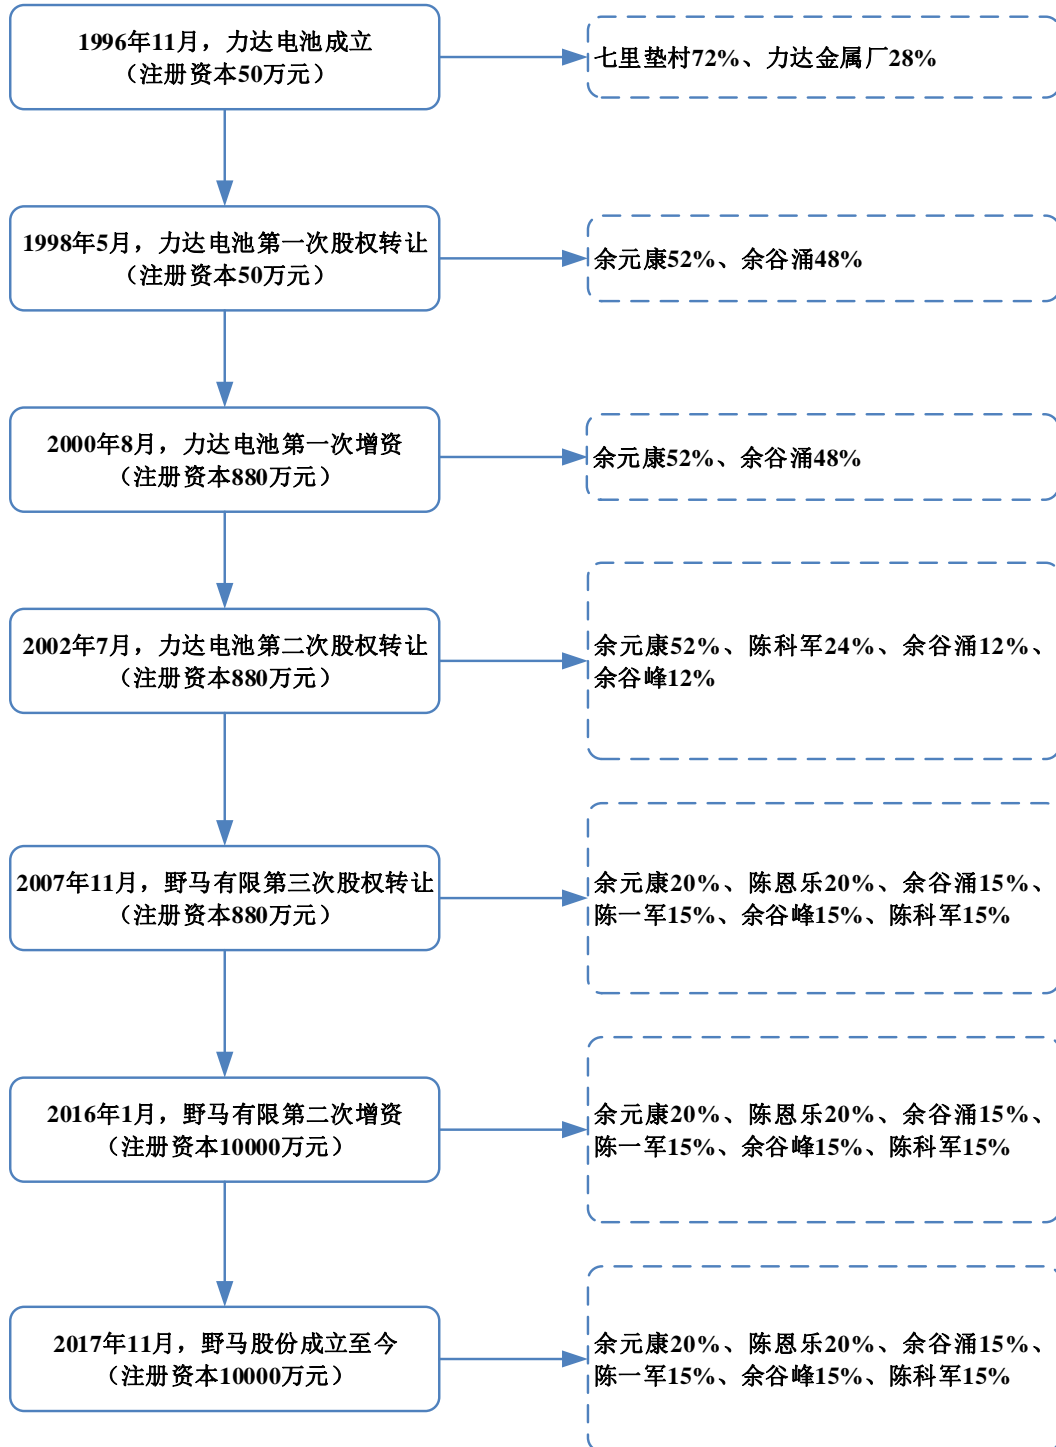 1996年11月，力达电池成立
（注册资本50万元）
七里垫村72%、力达金属厂28%
1998年5月，力达电池第一次股权转让
（注册资本50万元）
余元康52%、余谷涌48%
2000年8月，力达电池第一次增资
（注册资本880万元）
余元康52%、余谷涌48%
2002年7月，力达电池第二次股权转让
（注册资本880万元）
余元康52%、陈科军24%、余谷涌12%、
余谷峰12%
2007年11月，野马有限第三次股权转让
（注册资本880万元）
余元康20%、陈恩乐20%、余谷涌15%、
陈一军15%、余谷峰15%、陈科军15%
2016年1月，野马有限第二次增资
（注册资本10000万元）
余元康20%、陈恩乐20%、余谷涌15%、
陈一军15%、余谷峰15%、陈科军15%
2017年11月，野马股份成立至今
（注册资本10000万元）
余元康20%、陈恩乐20%、余谷涌15%、
陈一军15%、余谷峰15%、陈科军15%